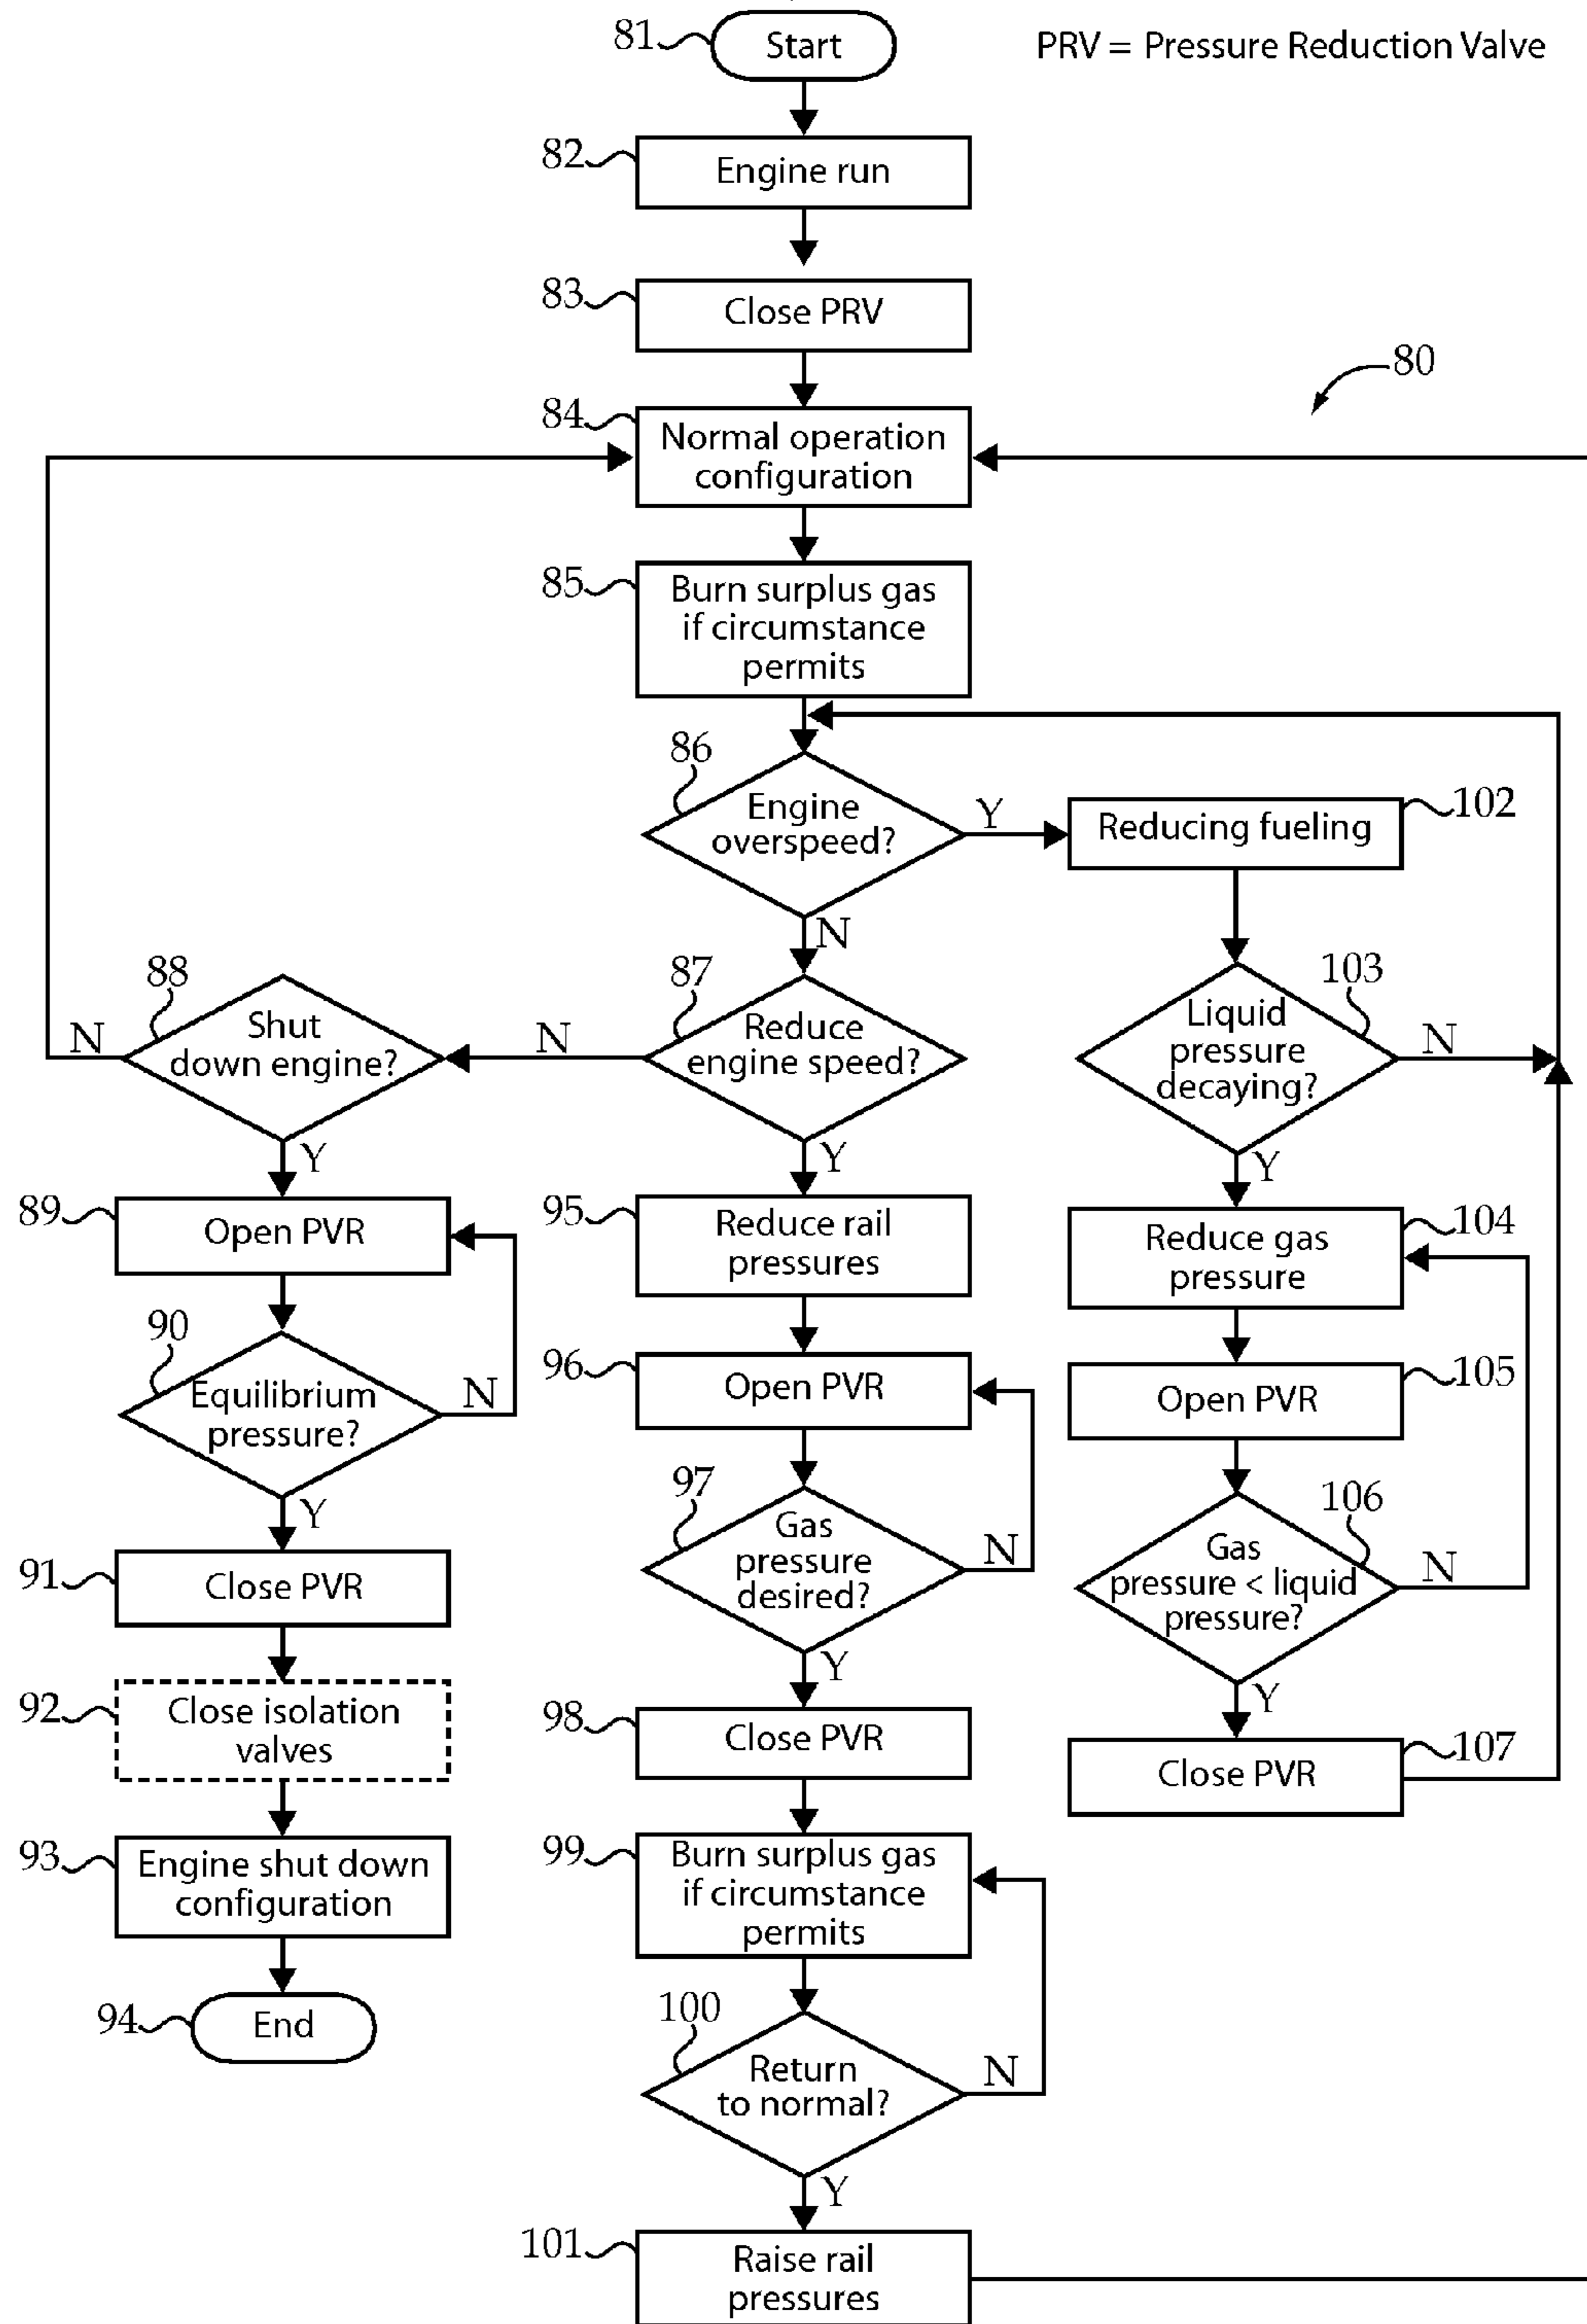 81
Start
PRV = Pressure Reduction Valve
82
Engine run
83
Close PRV
80
84
Normal operation
configuration
85
Burn surplus gas
if circumstance
permits
86
Engine
overspeed?
Y
N
102
Reducing fueling
103
Liquid
pressure
decaying?
N
Y
87
Reduce
engine speed?
N
Y
88
Shut
down engine?
N
Y
89
Open PVR
90
Equilibrium
pressure?
N
Y
91
Close PVR
92
Close isolation
valves
93
Engine shut down
configuration
94
End
95
Reduce rail
pressures
96
Open PVR
97
Gas
pressure
desired?
N
Y
98
Close PVR
99
Burn surplus gas
if circumstance
permits
100
Return
to normal?
N
Y
101
Raise rail
pressures
104
Reduce gas
pressure
105
Open PVR
106
Gas
pressure < liquid
pressure?
N
Y
107
Close PVR